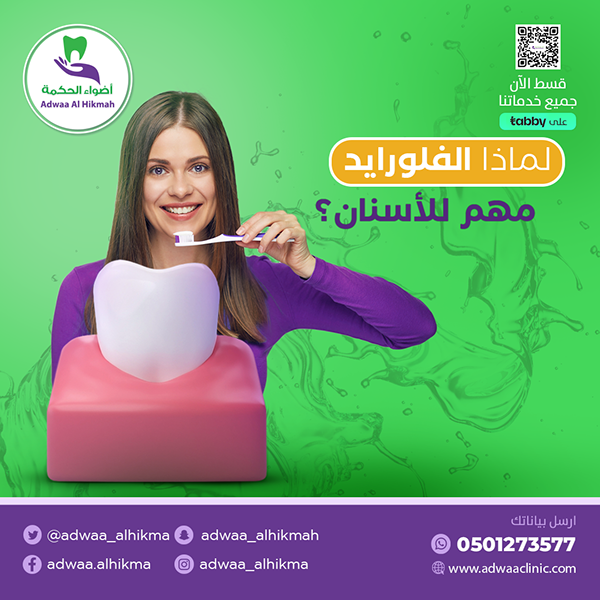 أضواء الحكمة
Adwaa Al Hikmah
قسط الآن
جميع خدماتنا
على tabby
لماذا الفلورايد
مهم للأسنان؟
@adwaa_alhikma
adwaa_alhikmah
adwaa.alhikma
adwaa_alhikma
ارسل بياناتك
0501273577
www.adwaaclinic.com